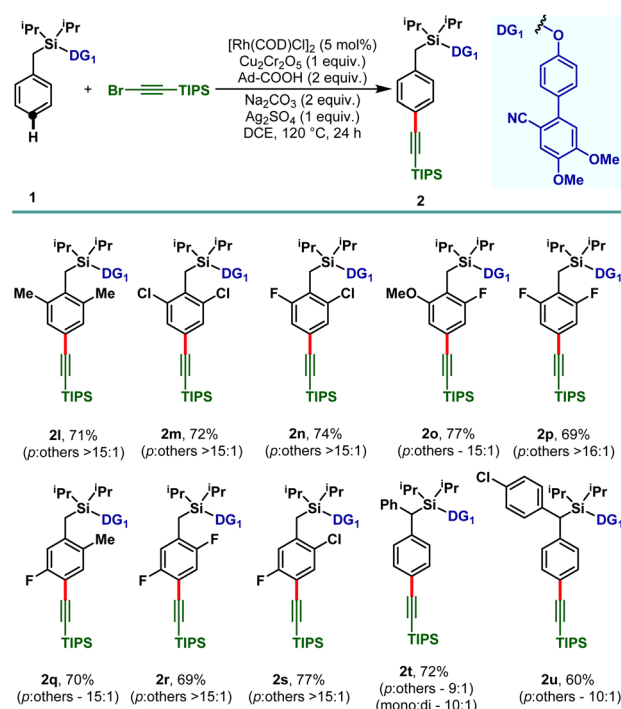 ⁱPr ⁱPr
Si
DG₁
H
1
+
Br
TIPS
[Rh(COD)Cl]₂ (5 mol%)
Cu₂Cr₂O₅ (1 equiv.)
Ad-COOH (2 equiv.)
Na₂CO₃ (2 equiv.)
Ag₂SO₄ (1 equiv.)
DCE, 120 °C, 24 h
ⁱPr ⁱPr
Si
DG₁
TIPS
2
DG₁
O
NC
OMe
OMe
ⁱPr ⁱPr
Si
DG₁
Me Me
TIPS
2l, 71%
(p:others >15:1)
ⁱPr ⁱPr
Si
DG₁
Cl Cl
TIPS
2m, 72%
(p:others >15:1)
ⁱPr ⁱPr
Si
DG₁
F Cl
TIPS
2n, 74%
(p:others >15:1)
ⁱPr ⁱPr
Si
DG₁
MeO F
TIPS
2o, 77%
(p:others - 15:1)
ⁱPr ⁱPr
Si
DG₁
F F
TIPS
2p, 69%
(p:others >16:1)
ⁱPr ⁱPr
Si
DG₁
Me
F
TIPS
2q, 70%
(p:others - 15:1)
ⁱPr ⁱPr
Si
DG₁
F
F
TIPS
2r, 69%
(p:others >15:1)
ⁱPr ⁱPr
Si
DG₁
Cl
F
TIPS
2s, 77%
(p:others >15:1)
ⁱPr ⁱPr
Ph Si
DG₁
TIPS
2t, 72%
(p:others - 9:1)
(mono:di - 10:1)
Cl
ⁱPr ⁱPr
Si
DG₁
TIPS
2u, 60%
(p:others - 10:1)